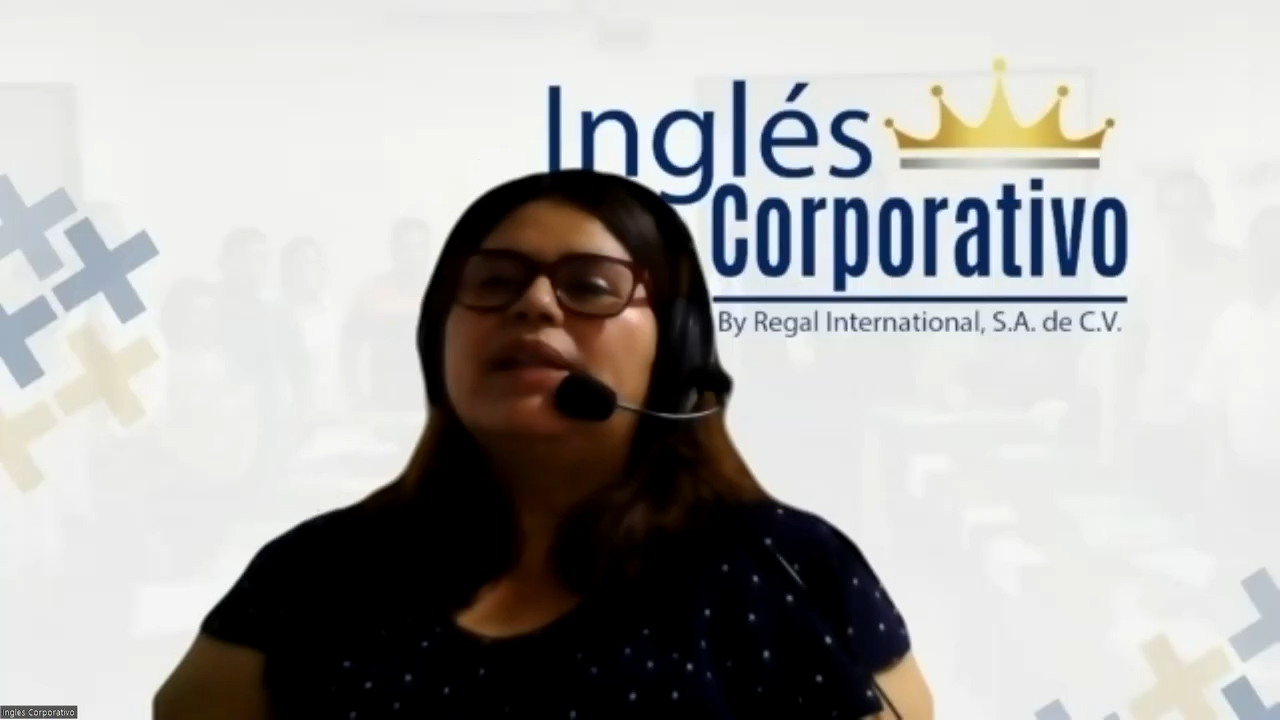 Inglés
Corporativo
By Regal International, S.A. de C.V.
Ingles Corporativo